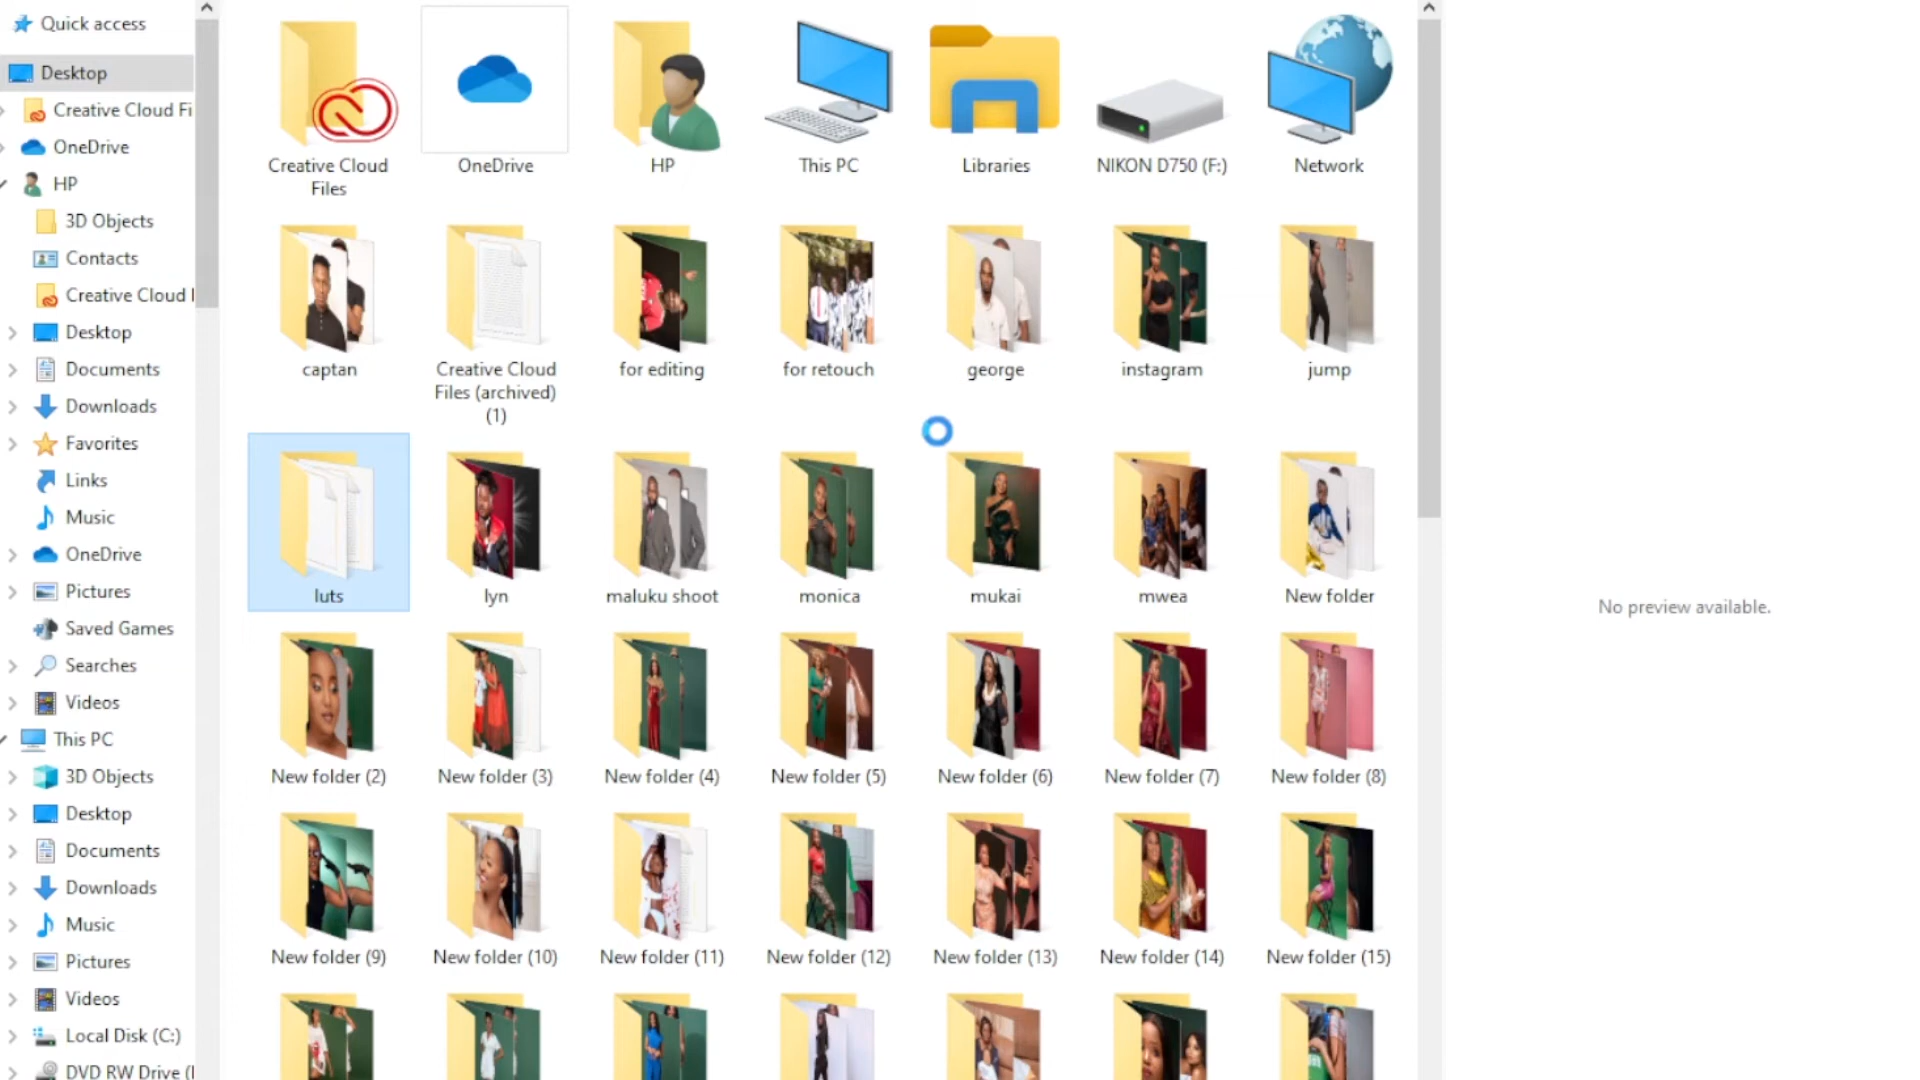 Quick access
Desktop
Creative Cloud Fi
OneDrive
HP
3D Objects
Contacts
Creative Cloud
Desktop
Documents
Downloads
Favorites
Links
Music
OneDrive
Pictures
Saved Games
Searches
Videos
This PC
3D Objects
Desktop
Documents
Downloads
Music
Pictures
Videos
Local Disk (C:)
DVD RW Drive (
Creative Cloud
Files
OneDrive
HP
This PC
Libraries
NIKON D750 (F:)
Network
captan
Creative Cloud
Files (archived)
(1)
for editing
for retouch
george
instagram
jump
luts
lyn
maluku shoot
monica
mukai
mwea
New folder
New folder (2)
New folder (3)
New folder (4)
New folder (5)
New folder (6)
New folder (7)
New folder (8)
New folder (9)
New folder (10)
New folder (11)
New folder (12)
New folder (13)
New folder (14)
New folder (15)
No preview available.